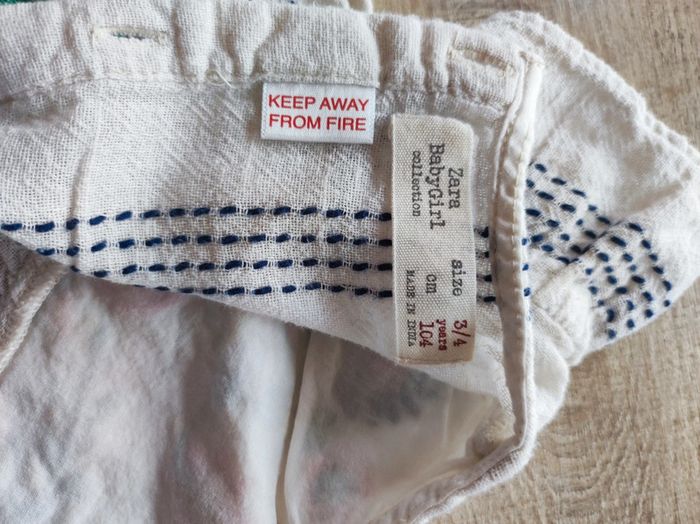 KEEP AWAY
FROM FIRE
Zara
BabyGirl
collection
size 3/4
years
cm 104
MADE IN INDIA